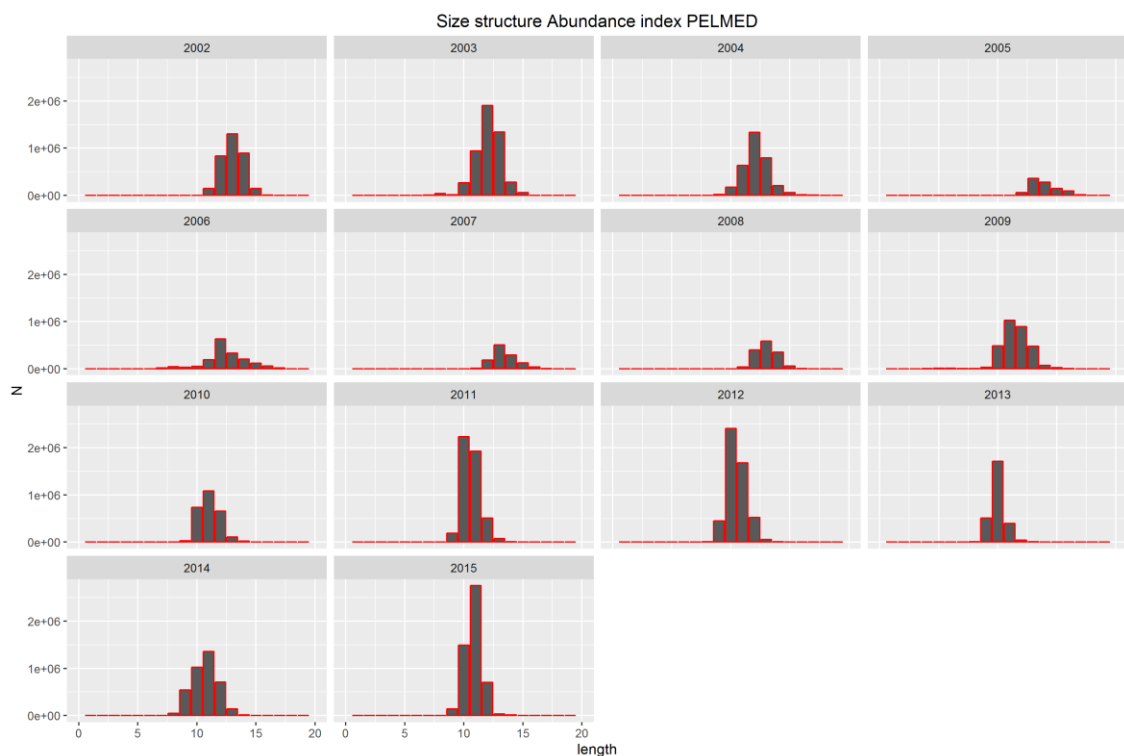 Size structure Abundance index PELMED
2002 2003 2004 2005
2e+06
1e+06
0e+00
2006 2007 2008 2009
2e+06
1e+06
0e+00
N
2010 2011 2012 2013
2e+06
1e+06
0e+00
2014 2015
2e+06
1e+06
0e+00
0 5 10 15 20 0 5 10 15 20
length